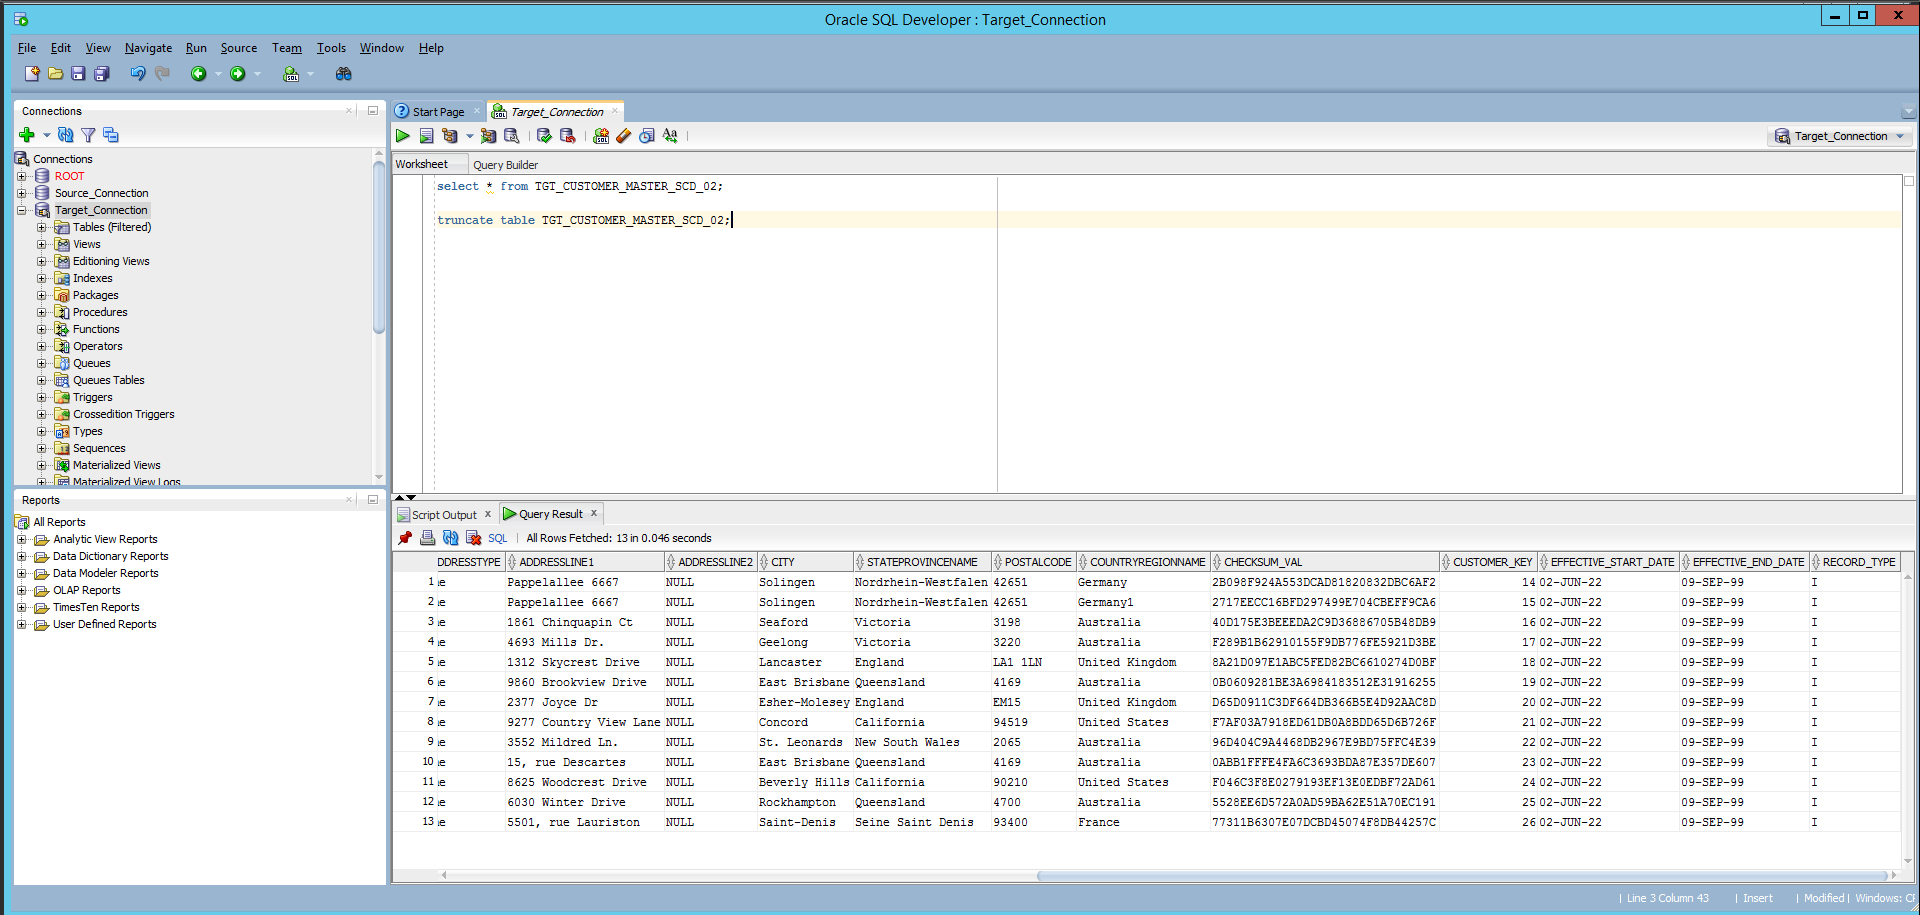 Oracle SQL Developer : Target_Connection
File Edit View Navigate Run Source Team Tools Window Help
Connections
Connections
ROOT
Source_Connection
Target_Connection
Tables (Filtered)
Views
Editioning Views
Indexes
Packages
Procedures
Functions
Operators
Queues
Queues Tables
Triggers
Crossedition Triggers
Types
Sequences
Materialized Views
Materialized View Logs
Reports
All Reports
Analytic View Reports
Data Dictionary Reports
Data Modeler Reports
OLAP Reports
TimesTen Reports
User Defined Reports
Start Page Target_Connection
Target_Connection
Worksheet Query Builder
select * from TGT_CUSTOMER_MASTER_SCD_02;
truncate table TGT_CUSTOMER_MASTER_SCD_02;
Script Output Query Result
SQL All Rows Fetched: 13 in 0.046 seconds
DDRESSTYPE ADDRESSLINE1 ADDRESSLINE2 CITY STATEPROVINCENAME POSTALCODE COUNTRYREGIONNAME CHECKSUM_VAL CUSTOMER_KEY EFFECTIVE_START_DATE EFFECTIVE_END_DATE RECORD_TYPE
1 e Pappelallee 6667 NULL Solingen Nordrhein-Westfalen 42651 Germany 2B098F924A553DCAD81820832DBC6AF2 14 02-JUN-22 09-SEP-99 I
2 e Pappelallee 6667 NULL Solingen Nordrhein-Westfalen 42651 Germany1 2717EECC16BFD297499E704CBEFF9CA6 15 02-JUN-22 09-SEP-99 I
3 e 1861 Chinquapin Ct NULL Seaford Victoria 3198 Australia 40D175E3BEEEDA2C9D36886705B48DB9 16 02-JUN-22 09-SEP-99 I
4 e 4693 Mills Dr. NULL Geelong Victoria 3220 Australia F289B1B62910155F9DB776FE5921D3BE 17 02-JUN-22 09-SEP-99 I
5 e 1312 Skycrest Drive NULL Lancaster England LA1 1LN United Kingdom 8A21D097E1ABC5FED82BC6610274D0BF 18 02-JUN-22 09-SEP-99 I
6 e 9860 Brookview Drive NULL East Brisbane Queensland 4169 Australia 0B0609281BE3A6984183512E31916255 19 02-JUN-22 09-SEP-99 I
7 e 2377 Joyce Dr NULL Esher-Molesey England EM15 United Kingdom D65D0911C3DF664DB366B5E4D92AAC8D 20 02-JUN-22 09-SEP-99 I
8 e 9277 Country View Lane NULL Concord California 94519 United States F7AF03A7918ED61DB0A8BDD65D6B726F 21 02-JUN-22 09-SEP-99 I
9 e 3552 Mildred Ln. NULL St. Leonards New South Wales 2065 Australia 96D404C9A4468DB2967E9BD75FFC4E39 22 02-JUN-22 09-SEP-99 I
10 e 15, rue Descartes NULL East Brisbane Queensland 4169 Australia 0ABB1FFFE4FA6C3693BDA87E357DE607 23 02-JUN-22 09-SEP-99 I
11 e 8625 Woodcrest Drive NULL Beverly Hills California 90210 United States F046C3F8E0279193EF13E0EDBF72AD61 24 02-JUN-22 09-SEP-99 I
12 e 6030 Winter Drive NULL Rockhampton Queensland 4700 Australia 5528EE6D572A0AD59BA62E51A70EC191 25 02-JUN-22 09-SEP-99 I
13 e 5501, rue Lauriston NULL Saint-Denis Seine Saint Denis 93400 France 77311B6307E07DCBD45074F8DB44257C 26 02-JUN-22 09-SEP-99 I
Line 3 Column 43 Insert Modified Windows: